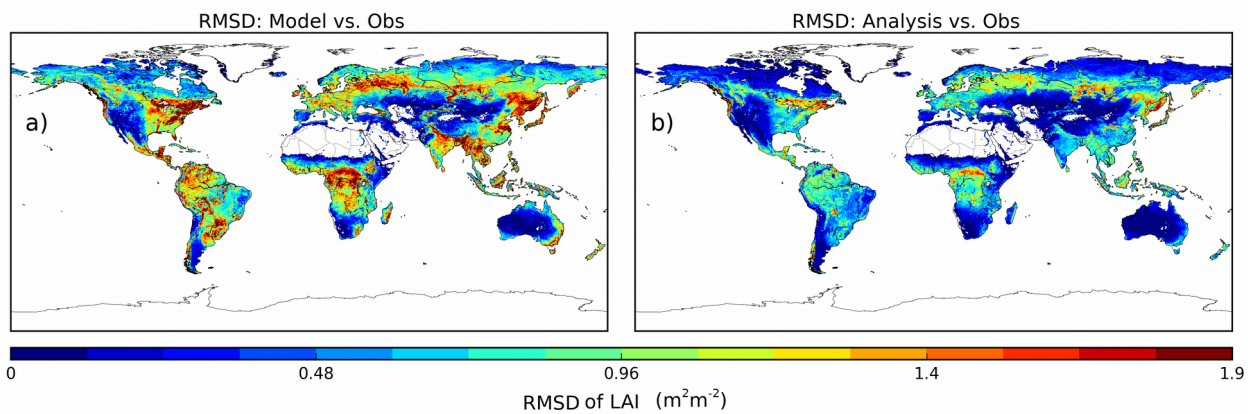 RMSD: Model vs. Obs
RMSD: Analysis vs. Obs
a)
b)
0 0.48 0.96 1.4 1.9
RMSD of LAI (m²m⁻²)